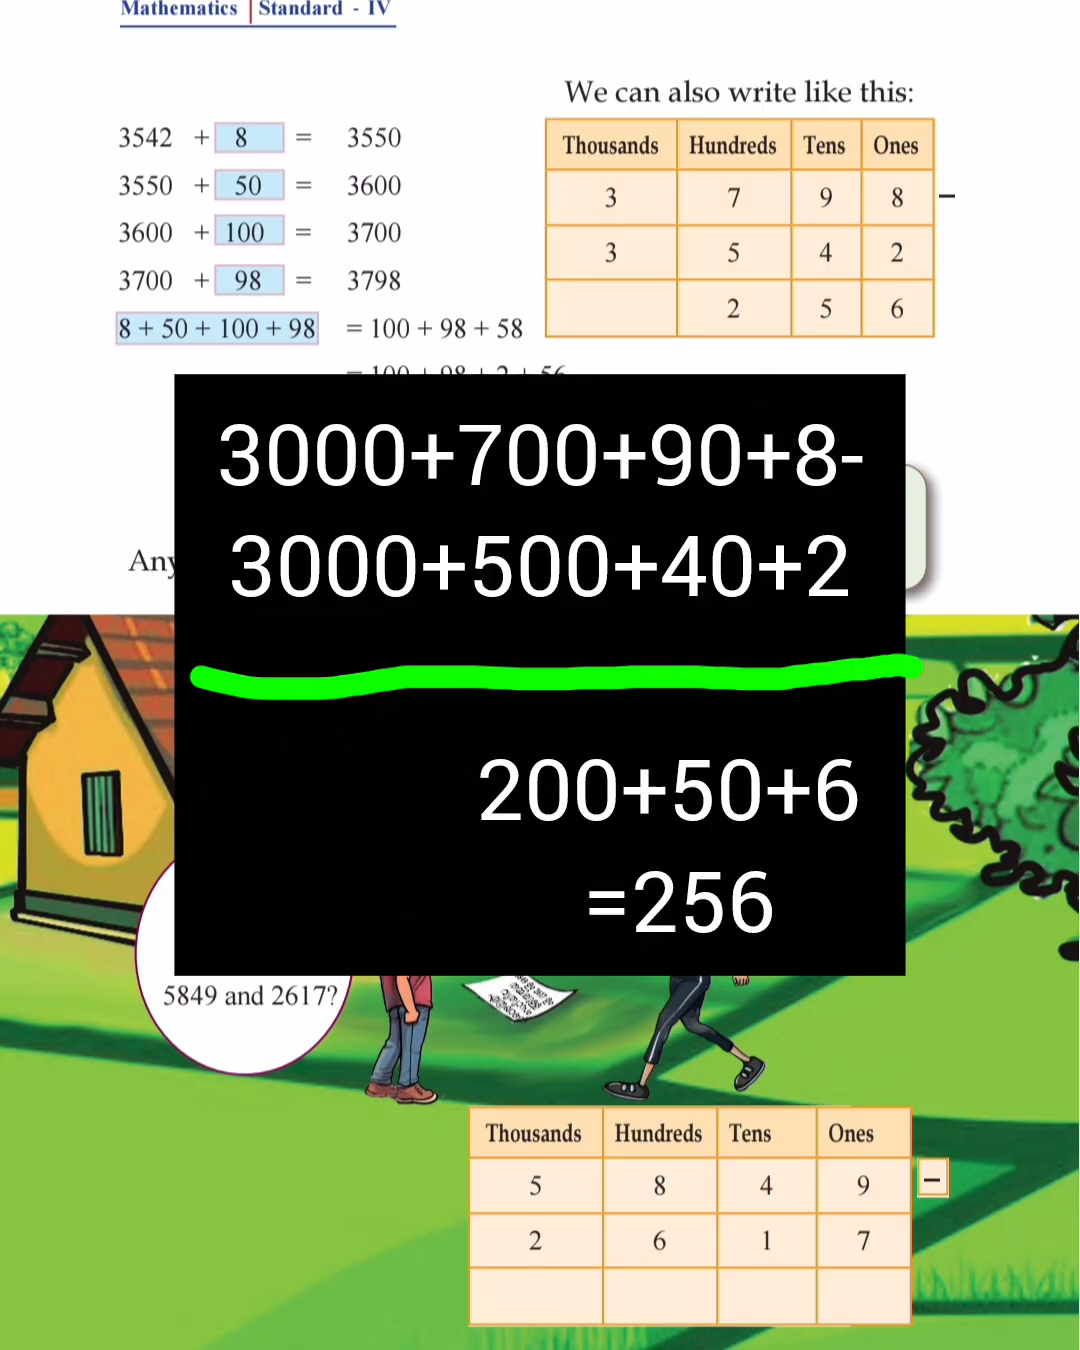 Mathematics | Standard - IV
3542 + 8 = 3550
3550 + 50 = 3600
3600 + 100 = 3700
3700 + 98 = 3798
8 + 50 + 100 + 98 = 100 + 98 + 58
We can also write like this:
Thousands Hundreds Tens Ones
3 7 9 8 –
3 5 4 2
2 5 6
3000+700+90+8-
3000+500+40+2
200+50+6
=256
5849 and 2617?
Thousands Hundreds Tens Ones
5 8 4 9 –
2 6 1 7